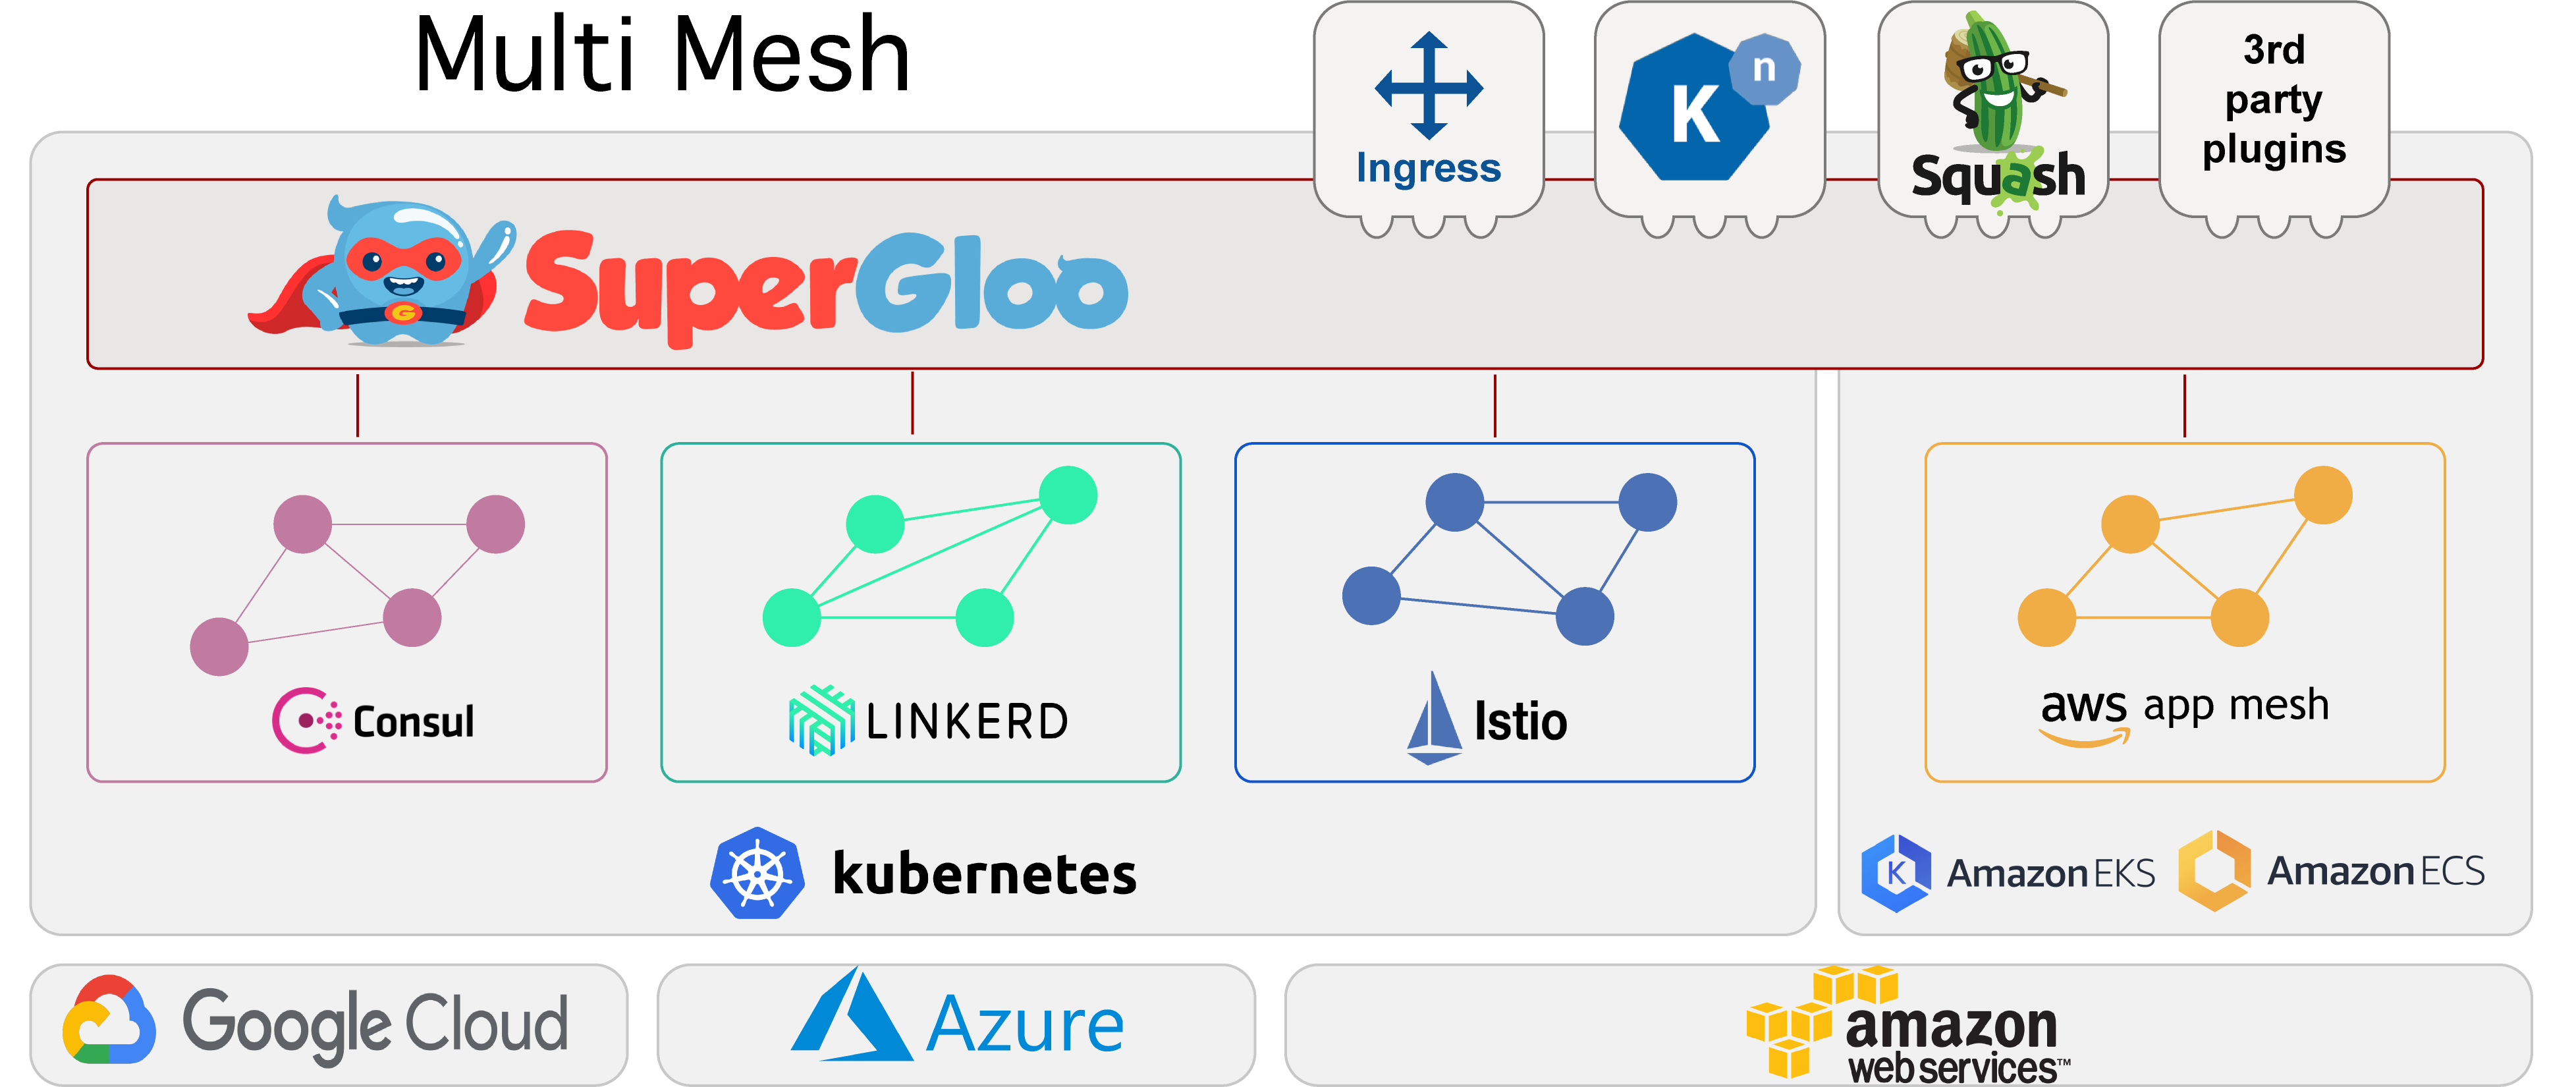 Multi Mesh
Ingress
K
n
Squash
3rd
party
plugins
G
SuperGloo
Consul
LINKERD
Istio
aws app mesh
kubernetes
K
Amazon EKS
Amazon ECS
Google Cloud
Azure
amazon
web services™